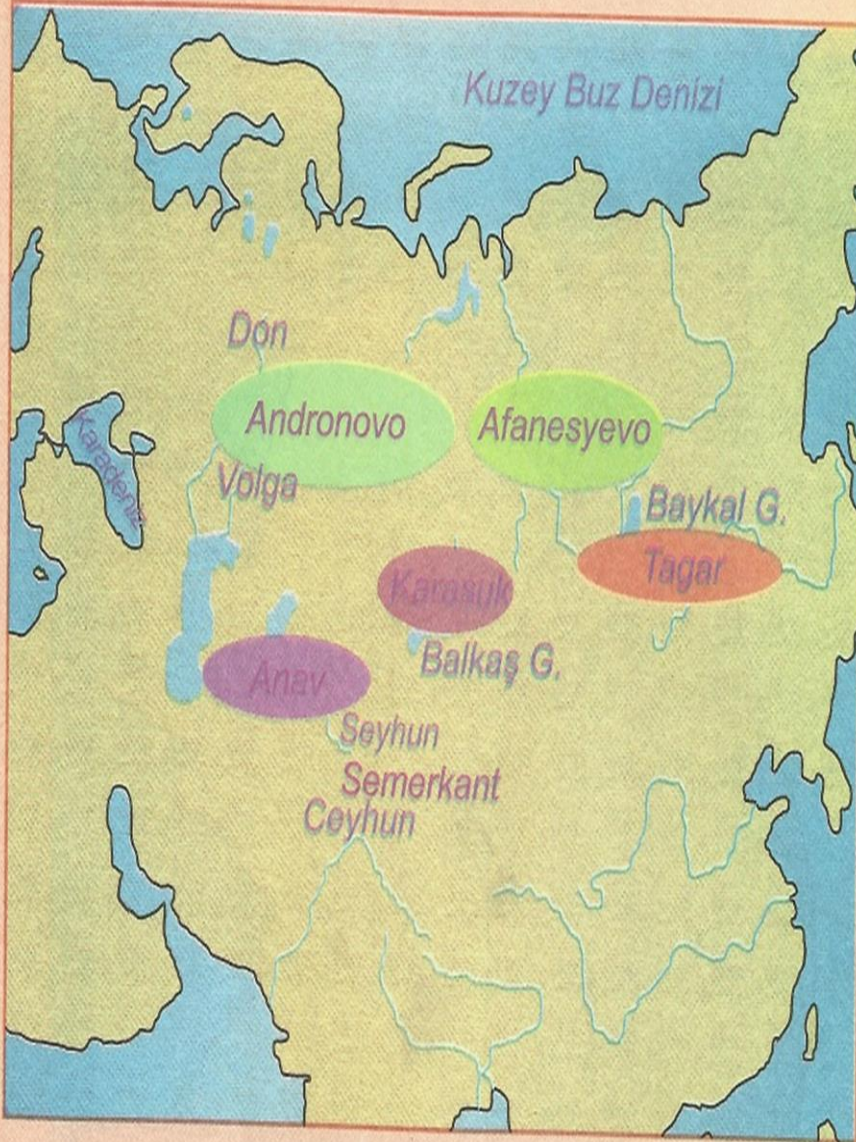 Kuzey Buz Denizi
Don
Andronovo
Afanesyevo
Karadeniz
Volga
Baykal G.
Karasuk
Tagar
Balkaş G.
Anav
Seyhun
Semerkant
Ceyhun